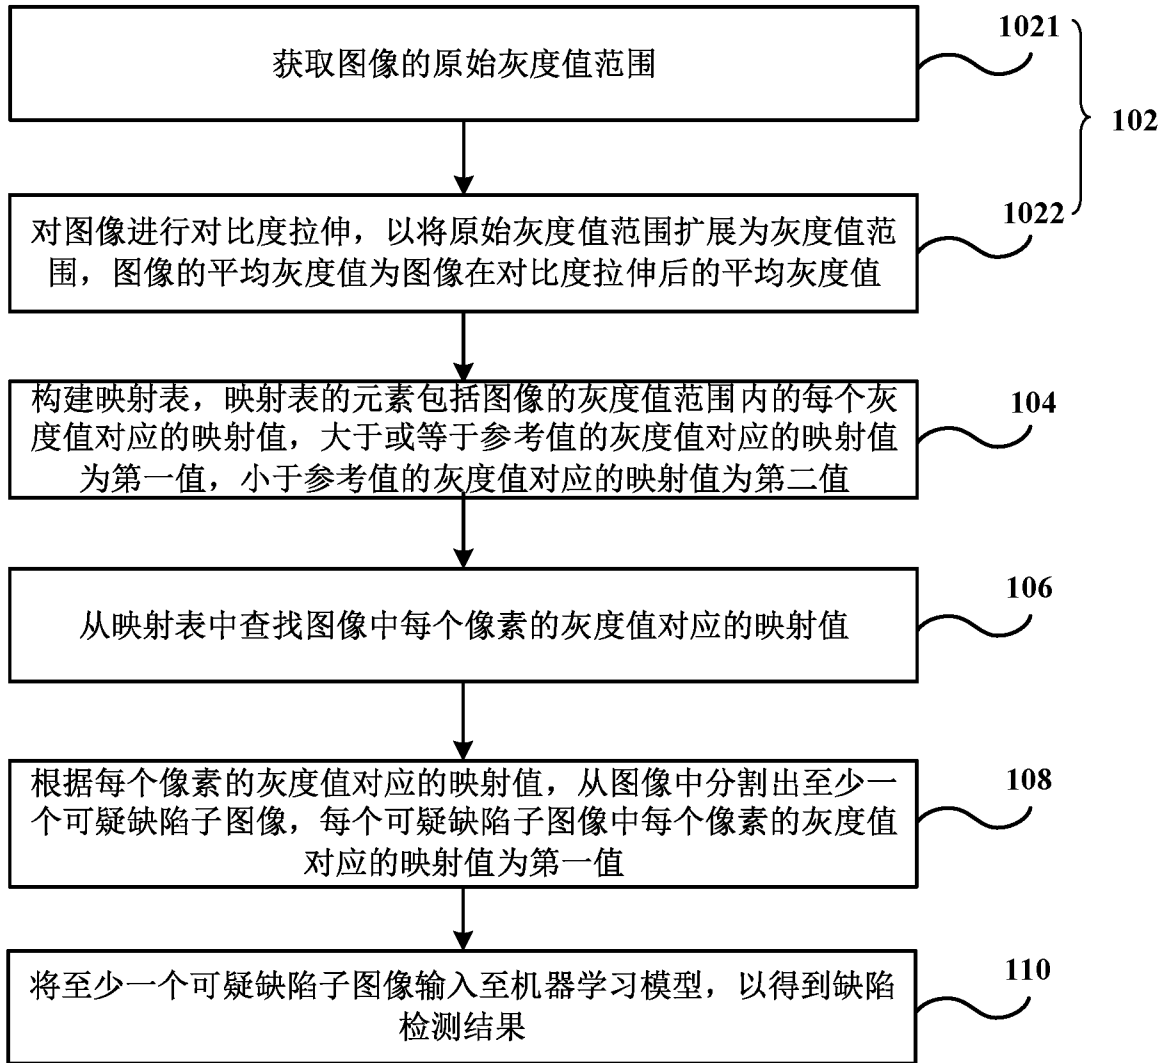 获取图像的原始灰度值范围
1021
102
对图像进行对比度拉伸，以将原始灰度值范围扩展为灰度值范
围，图像的平均灰度值为图像在对比度拉伸后的平均灰度值
1022
构建映射表，映射表的元素包括图像的灰度值范围内的每个灰
度值对应的映射值，大于或等于参考值的灰度值对应的映射值
为第一值，小于参考值的灰度值对应的映射值为第二值
104
从映射表中查找图像中每个像素的灰度值对应的映射值
106
根据每个像素的灰度值对应的映射值，从图像中分割出至少一
个可疑缺陷子图像，每个可疑缺陷子图像中每个像素的灰度值
对应的映射值为第一值
108
将至少一个可疑缺陷子图像输入至机器学习模型，以得到缺陷
检测结果
110